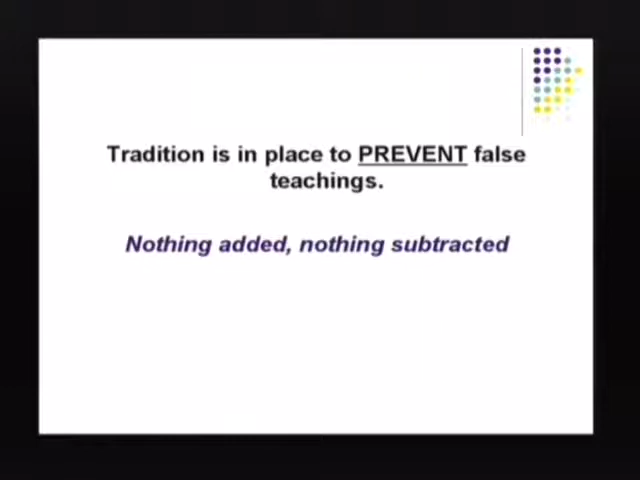 Tradition is in place to PREVENT false
teachings.
Nothing added, nothing subtracted